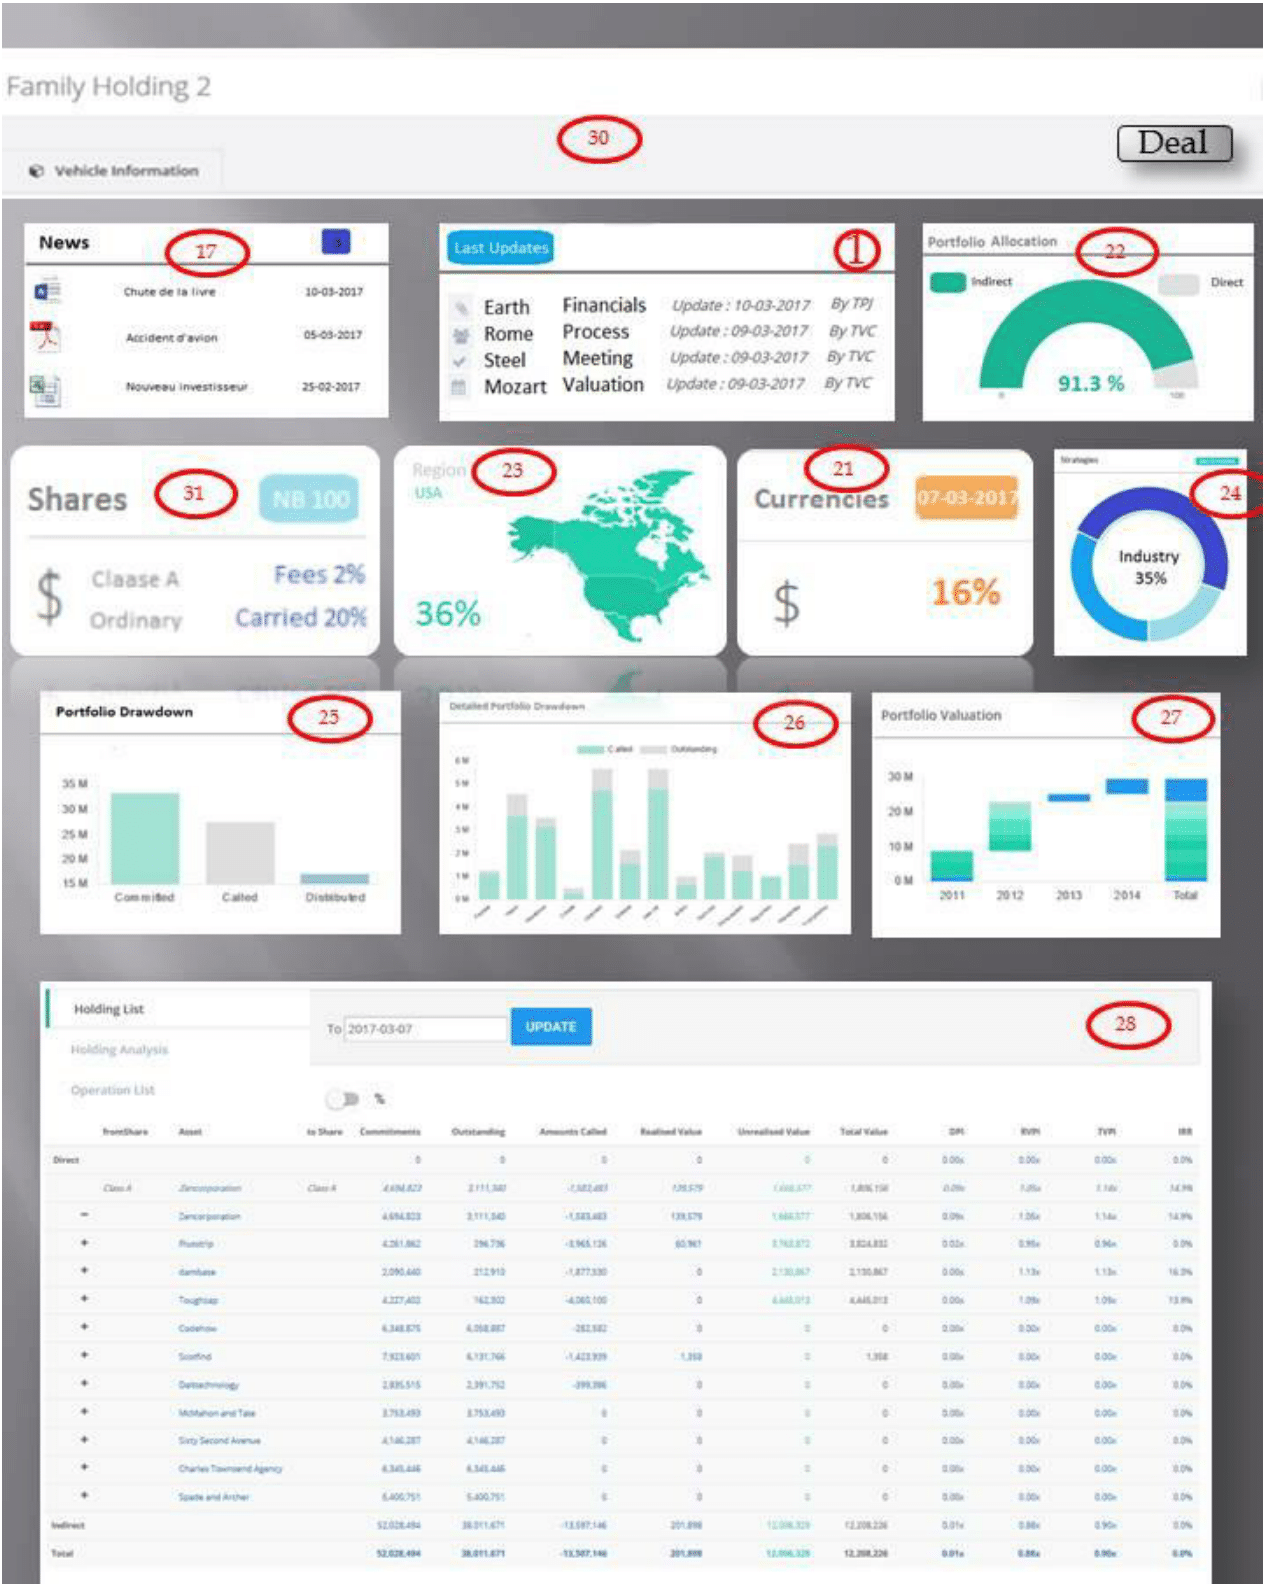 Family Holding 2
30
Deal
Vehicle Information
News
17
Chute de la livre 10-03-2017
Accident d'avion 05-03-2017
Nouveau investisseur 25-02-2017
Last Updates
1
Earth Financials Update : 10-03-2017 By TPJ
Rome Process Update : 09-03-2017 By TVC
Steel Meeting Update : 09-03-2017 By TVC
Mozart Valuation Update : 09-03-2017 By TVC
Portfolio Allocation
22
Indirect Direct
91.3 %
0 100
Shares 31 NB 100
$ Claase A Fees 2%
Ordinary Carried 20%
Region 23
USA
36%
21
Currencies 07-03-2017
$ 16%
Strategies
24
Industry
35%
Portfolio Drawdown 25
35 M
30 M
25 M
20 M
15 M
Committed Called Distributed
Detailed Portfolio Drawdown
26
Called Outstanding
6 M
5 M
4 M
3 M
2 M
1 M
0 M
Portfolio Valuation 27
30 M
20 M
10 M
0 M
2011 2012 2013 2014 Total
Holding List
To 2017-03-07 UPDATE
28
Holding Analysis
Operation List
%
fromShare Asset to Share Commitments Outstanding Amounts Called Realised Value Unrealised Value Total Value DPI RVPI TVPI IRR
Direct 0 0 0 0 0 0 0.00x 0.00x 0.00x 0.0%
Class A Zencorporation Class A 4,694,823 3,111,340 -1,583,483 139,579 1,666,577 1,806,156 0.09x 1.05x 1.14x 14.9%
− Zencorporation 4,694,823 3,111,340 -1,583,483 139,579 1,666,577 1,806,156 0.09x 1.05x 1.14x 14.9%
+ 4,261,862 296,736 -3,965,126 60,961 3,763,872 3,824,832 0.02x 0.95x 0.96x 0.0%
+ dambase 2,090,440 212,910 -1,877,530 0 2,130,867 2,130,867 0.00x 1.13x 1.13x 16.0%
+ Toughzap 4,227,402 162,302 -4,065,100 0 4,446,013 4,446,013 0.00x 1.09x 1.09x 13.9%
+ Codehow 6,348,875 -282,582 0 0 0 0.00x 0.00x 0.00x 0.0%
+ Scotfind 7,923,601 6,131,766 -1,423,939 1,358 0 1,358 0.00x 0.00x 0.00x 0.0%
+ 2,835,515 2,391,752 0 0 0 0.00x 0.00x 0.00x 0.0%
+ McMahon and Tate 3,753,493 3,753,493 0 0 0 0 0.00x 0.00x 0.00x 0.0%
+ Sixty Second Avenue 4,146,287 4,146,287 0 0 0 0 0.00x 0.00x 0.00x 0.0%
+ Charles Townsend Agency 6,345,446 6,345,446 0 0 0 0 0.00x 0.00x 0.00x 0.0%
+ Spade and Archer 5,400,751 5,400,751 0 0 0 0 0.00x 0.00x 0.00x 0.0%
Indirect 52,028,494 38,011,671 201,898 12,006,328 12,208,226 0.01x 0.90x 0.0%
Total 52,028,494 38,011,671 201,898 12,006,328 12,208,226 0.01x 0.90x 0.0%